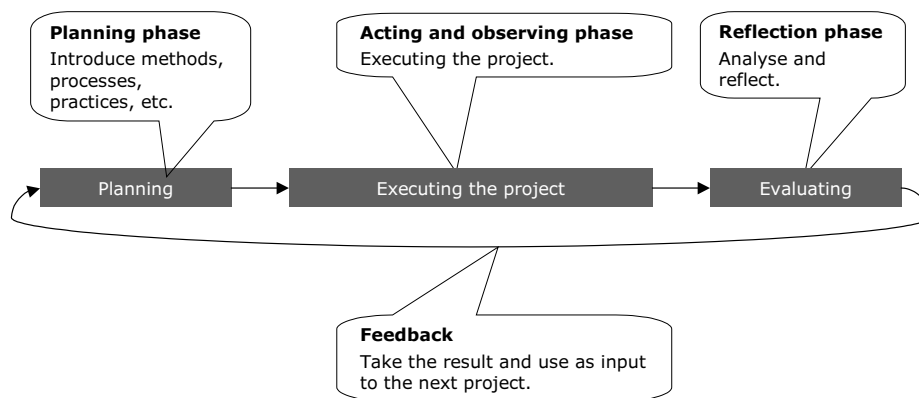 Planning phase
Introduce methods,
processes,
practices, etc.
Acting and observing phase
Executing the project.
Reflection phase
Analyse and
reflect.
Planning
Executing the project
Evaluating
Feedback
Take the result and use as input
to the next project.